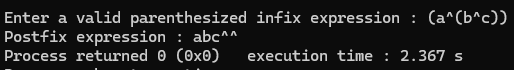 Enter a valid parenthesized infix expression : (a^(b^c))
Postfix expression : abc^^
Process returned 0 (0x0)   execution time : 2.367 s